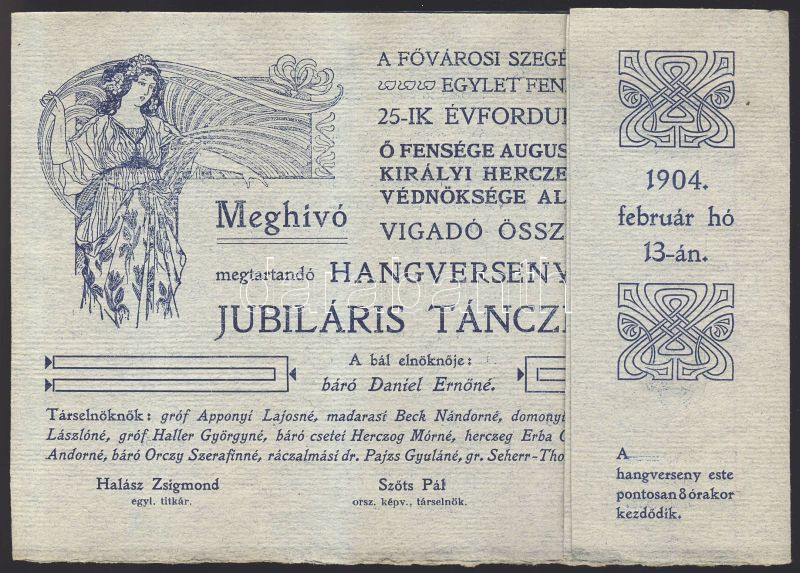 A FŐVÁROSI SZEGÉ
EGYLET FEN
25-IK ÉVFORDU
Ő FENSÉGE AUGUS
KIRÁLYI HERCZE
VÉDNÖKSÉGE AL
Meghívó
VIGADÓ ÖSSZ
megtartandó HANGVERSENY
JUBILÁRIS TÁNCZ
A bál elnöknője:
báró Daniel Ernőné.
Társelnöknők: gróf Apponyi Lajosné, madarasi Beck Nándorné, domonyi
Lászlóné, gróf Haller Györgyné, báró csetei Herczog Mórné, herczeg Erba
Andorné, báró Orczy Szerafinné, ráczalmási dr. Pajzs Gyuláné, gr. Seherr-Tho
Halász Zsigmond
egyl. titkár.
Szőts Pál
orsz. képv., társelnök.
1904.
február hó
13-án.
A
hangverseny este
pontosan 8 órakor
kezdődik.
darabanth